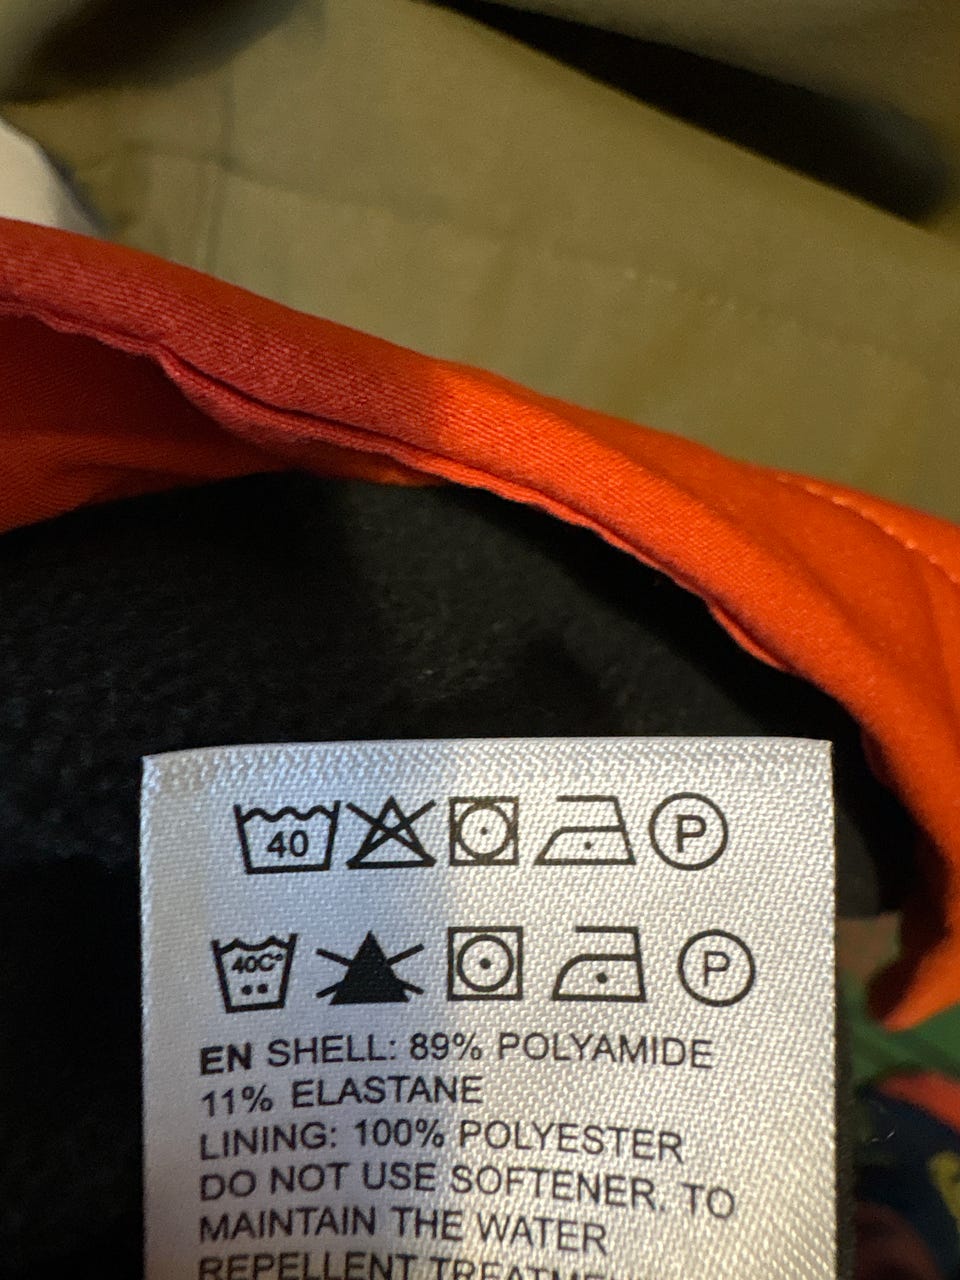 40 P
40C° P
EN SHELL: 89% POLYAMIDE
11% ELASTANE
LINING: 100% POLYESTER
DO NOT USE SOFTENER, TO
MAINTAIN THE WATER
REPELLENT